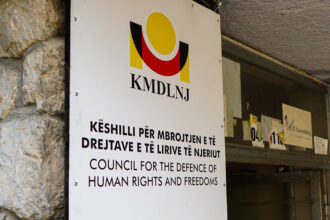 KMDLNJ
KËSHILLI PËR MBROJTJEN E TË
DREJTAVE E TË LIRIVE TË NJERIUT
COUNCIL FOR THE DEFENCE OF
HUMAN RIGHTS AND FREEDOMS